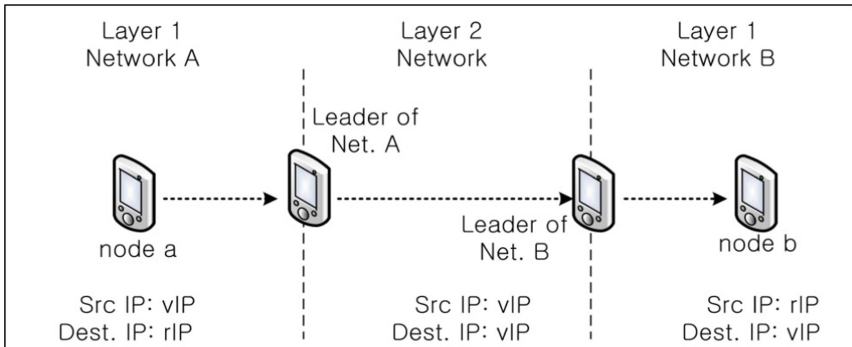 Layer 1
Network A
Layer 2
Network
Layer 1
Network B
Leader of
Net. A
node a
Leader of
Net. B
node b
Src IP: vIP
Dest. IP: rIP
Src IP: vIP
Dest. IP: vIP
Src IP: rIP
Dest. IP: vIP